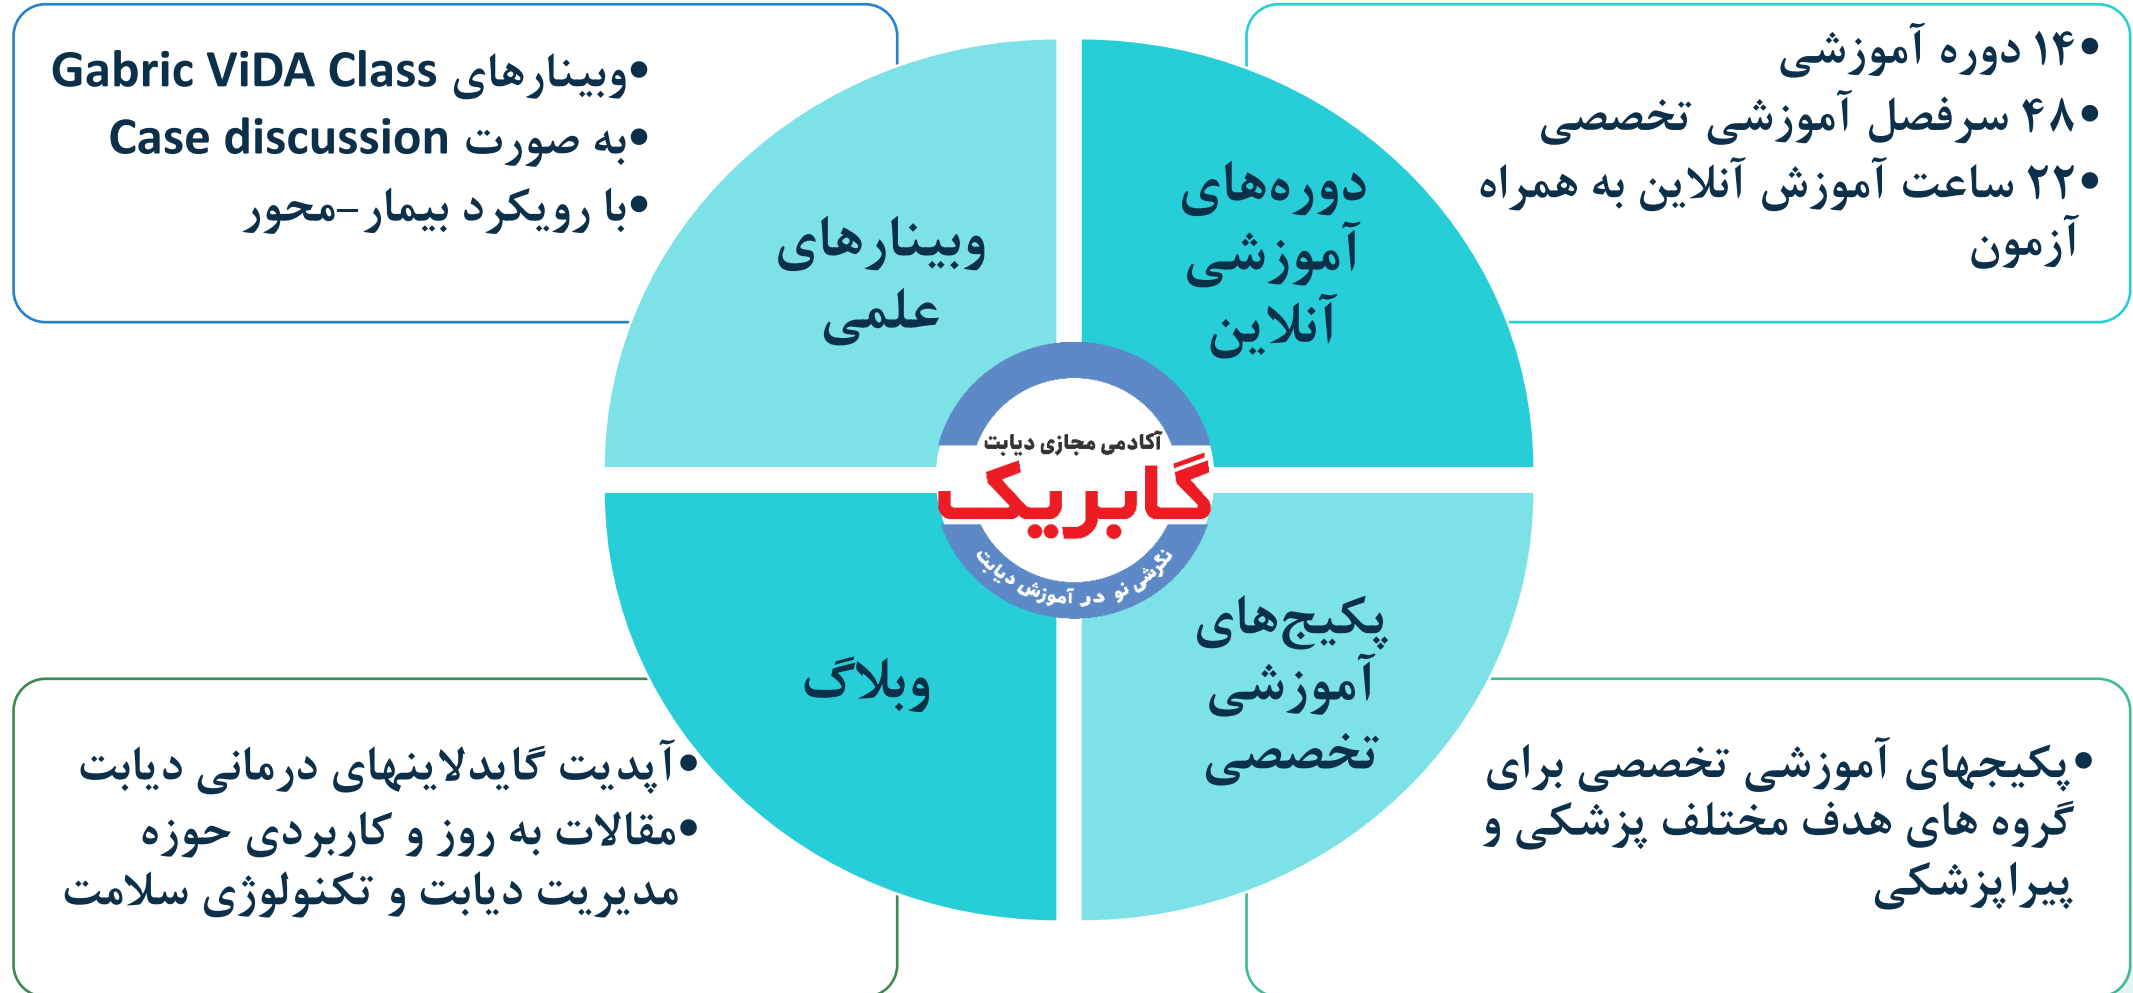 •۱۴ دوره آموزشی
•۴۸ سرفصل آموزشی تخصصی
•۲۲ ساعت آموزش آنلاین به همراه
آزمون
دوره‌های
آموزشی
آنلاین
•وبینارهای Gabric ViDA Class
•به صورت Case discussion
•با رویکرد بیمار-محور
وبینارهای
علمی
آکادمی مجازی دیابت
گابریک
نگرشی نو در آموزش دیابت
پکیج‌های
آموزشی
تخصصی
•پکیجهای آموزشی تخصصی برای
گروه های هدف مختلف پزشکی و
پیراپزشکی
وبلاگ
•آپدیت گایدلاینهای درمانی دیابت
•مقالات به روز و کاربردی حوزه
مدیریت دیابت و تکنولوژی سلامت